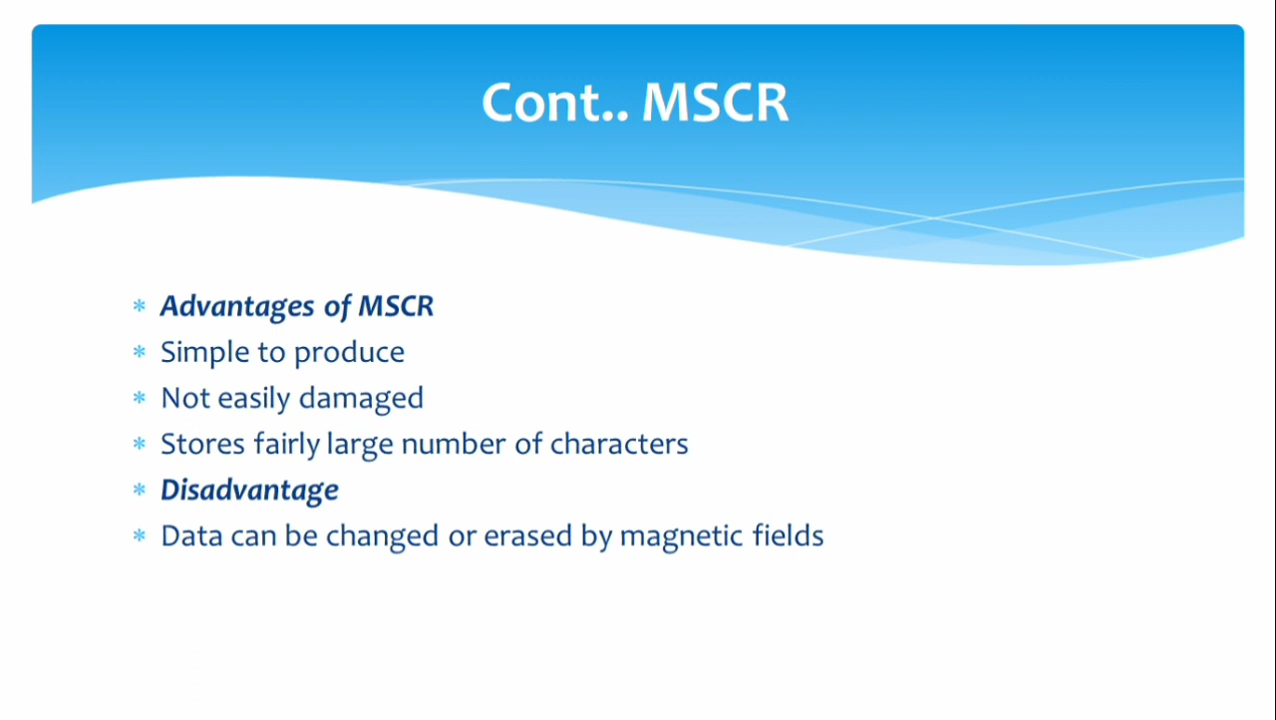 Cont.. MSCR
* Advantages of MSCR
* Simple to produce
* Not easily damaged
* Stores fairly large number of characters
* Disadvantage
* Data can be changed or erased by magnetic fields